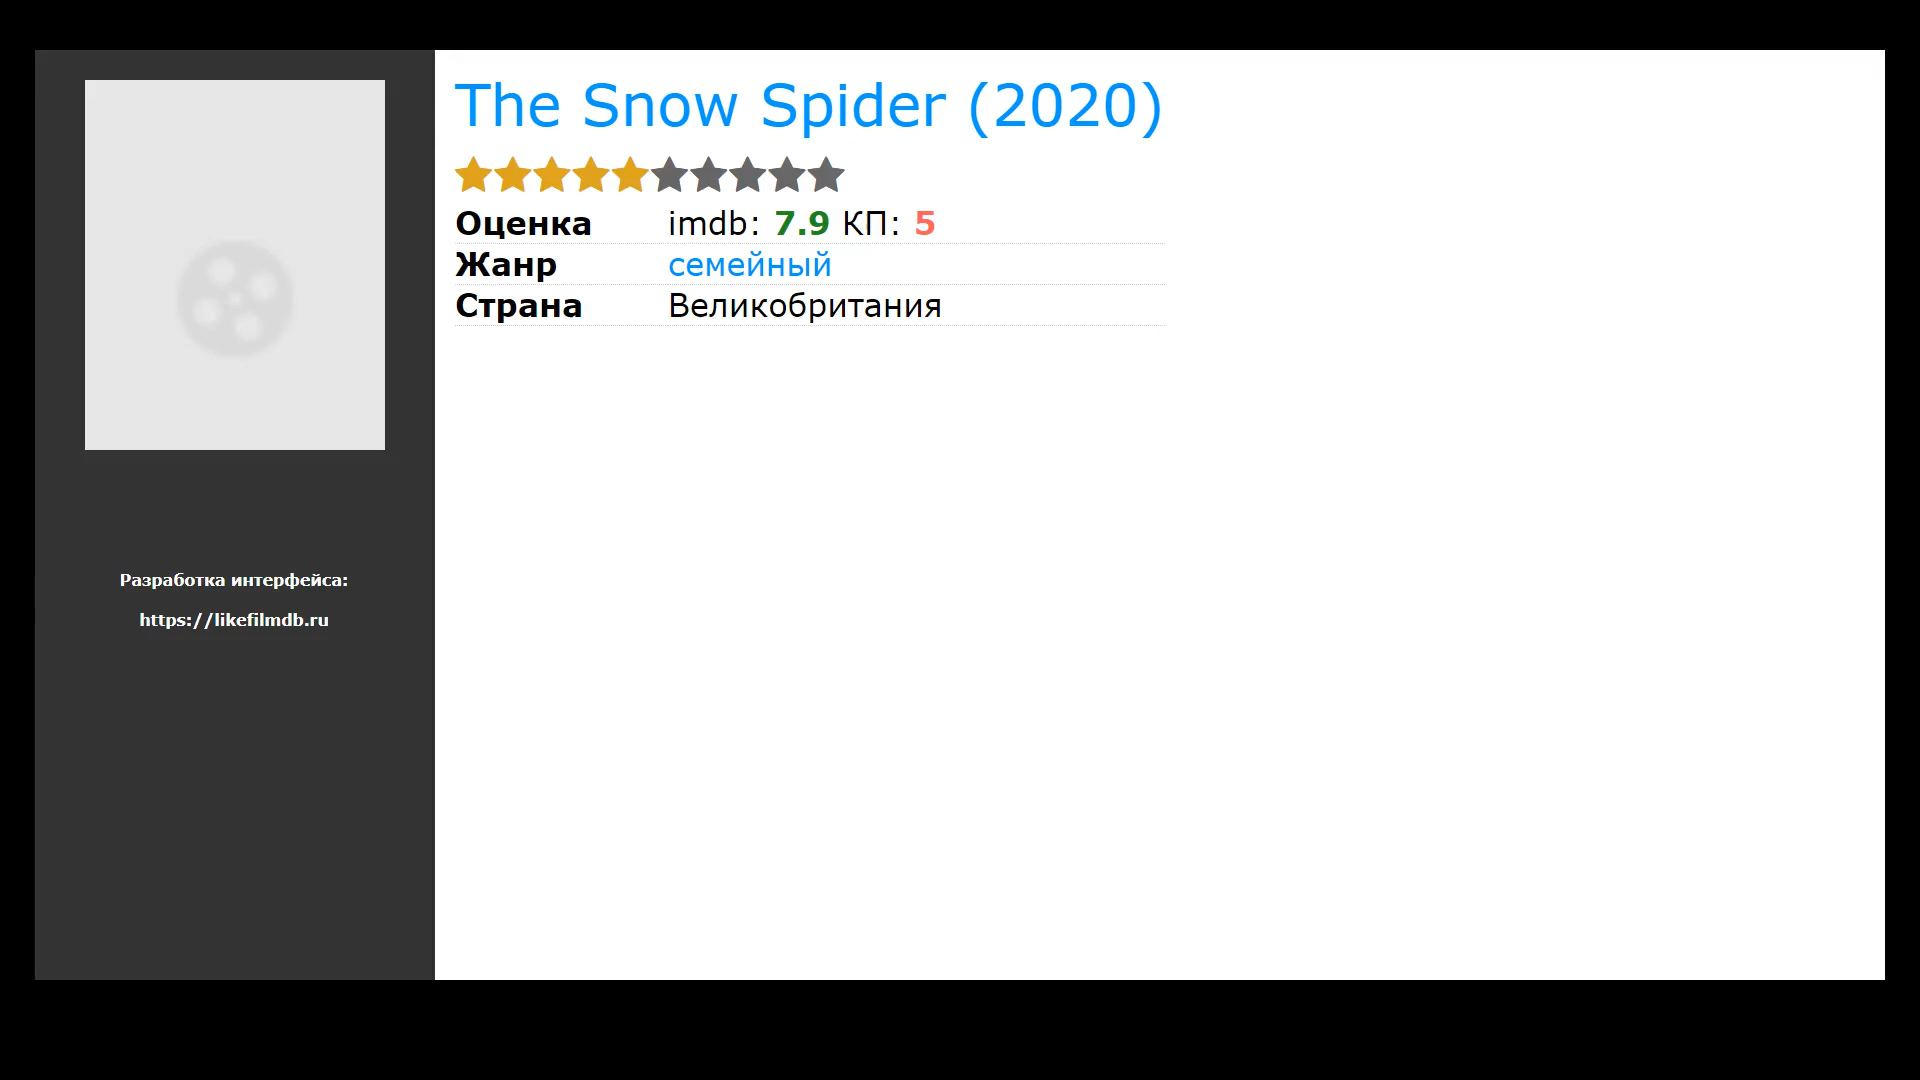 The Snow Spider (2020)
Оценка imdb: 7.9 КП: 5
Жанр семейный
Страна Великобритания
Разработка интерфейса:
https://likefilmdb.ru